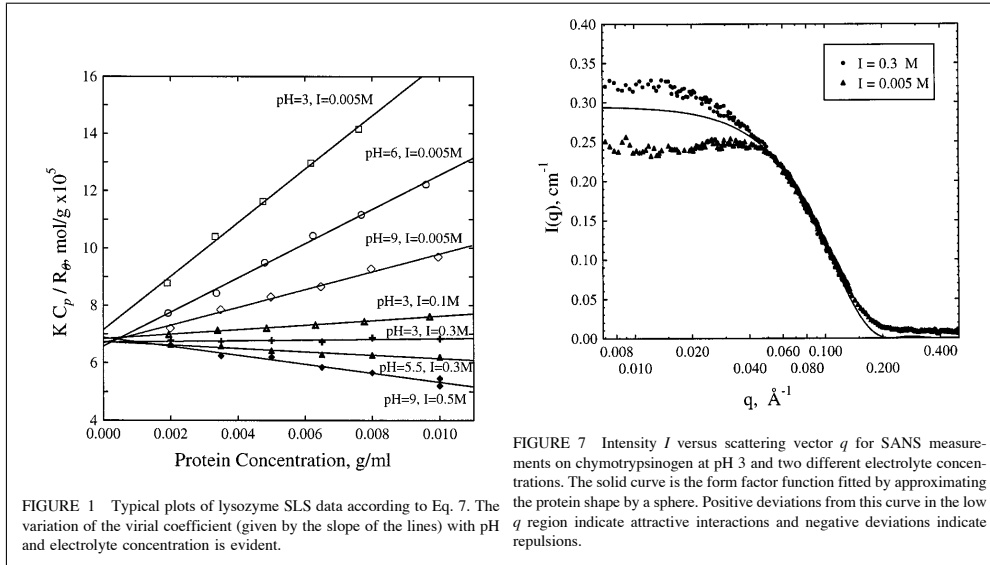 16
14
12
10
8
6
4
K C_p / R_θ, mol/g x10^5
0.000
0.002
0.004
0.006
0.008
0.010
Protein Concentration, g/ml
pH=3, I=0.005M
pH=6, I=0.005M
pH=9, I=0.005M
pH=3, I=0.1M
pH=3, I=0.3M
pH=5.5, I=0.3M
pH=9, I=0.5M
FIGURE 1 Typical plots of lysozyme SLS data according to Eq. 7. The
variation of the virial coefficient (given by the slope of the lines) with pH
and electrolyte concentration is evident.
0.40
0.35
0.30
0.25
0.20
0.15
0.10
0.05
0.00
I(q), cm^-1
I = 0.3 M
I = 0.005 M
0.008
0.020
0.060
0.100
0.400
0.010
0.040
0.080
0.200
q, Å^-1
FIGURE 7 Intensity I versus scattering vector q for SANS measure-
ments on chymotrypsinogen at pH 3 and two different electrolyte concen-
trations. The solid curve is the form factor function fitted by approximating
the protein shape by a sphere. Positive deviations from this curve in the low
q region indicate attractive interactions and negative deviations indicate
repulsions.